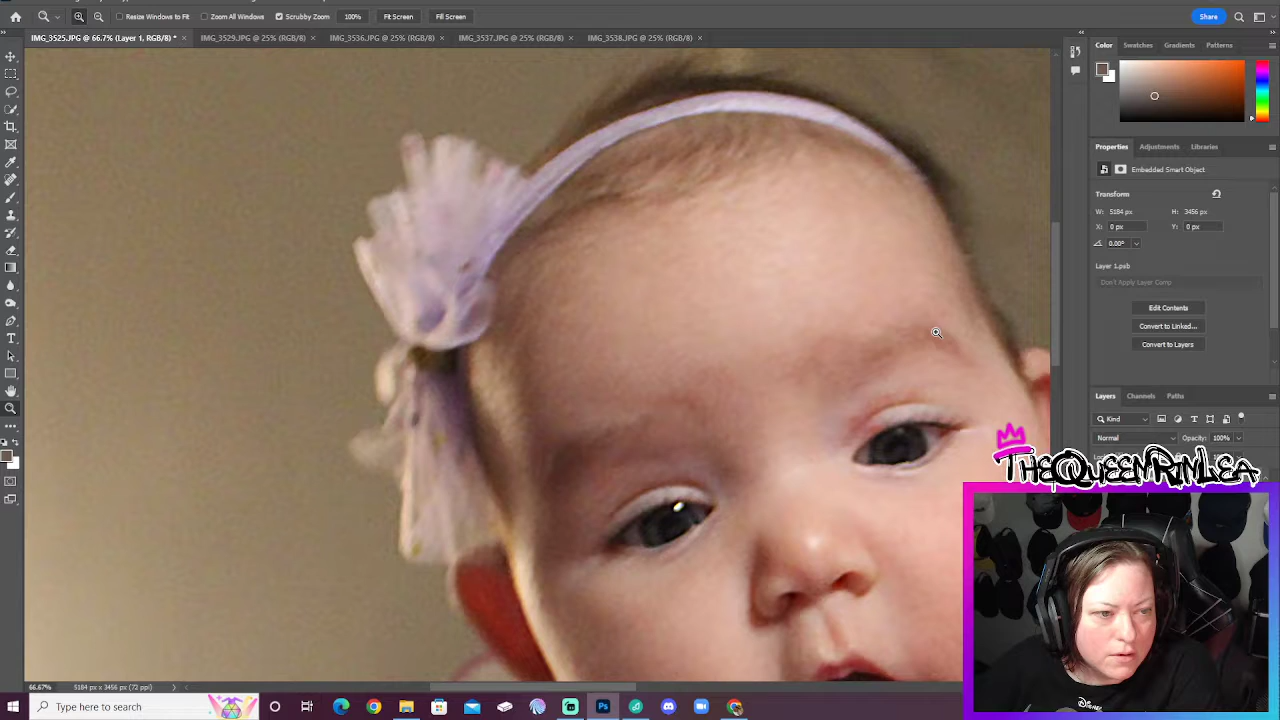 Resize Windows to Fit Zoom All Windows Scrubby Zoom 100% Fit Screen Fill Screen Share
IMG_3525.JPG @ 66.7% (Layer 1, RGB/8) * IMG_3529.JPG @ 25% (RGB/8) IMG_3536.JPG @ 25% (RGB/8) IMG_3537.JPG @ 25% (RGB/8) IMG_3538.JPG @ 25% (RGB/8)
Color Swatches Gradients Patterns
Properties Adjustments Libraries
Embedded Smart Object
Transform
W: 5184 px H: 3456 px
X: 0 px Y: 0 px
0.00°
Layer 1.psb
Don't Apply Layer Comp
Edit Contents
Convert to Linked...
Convert to Layers
Layers Channels Paths
Kind
Normal Opacity: 100%
THEQUEENRINLEA
Disney
66.67% 5184 px x 3456 px (72 ppi)
Type here to search